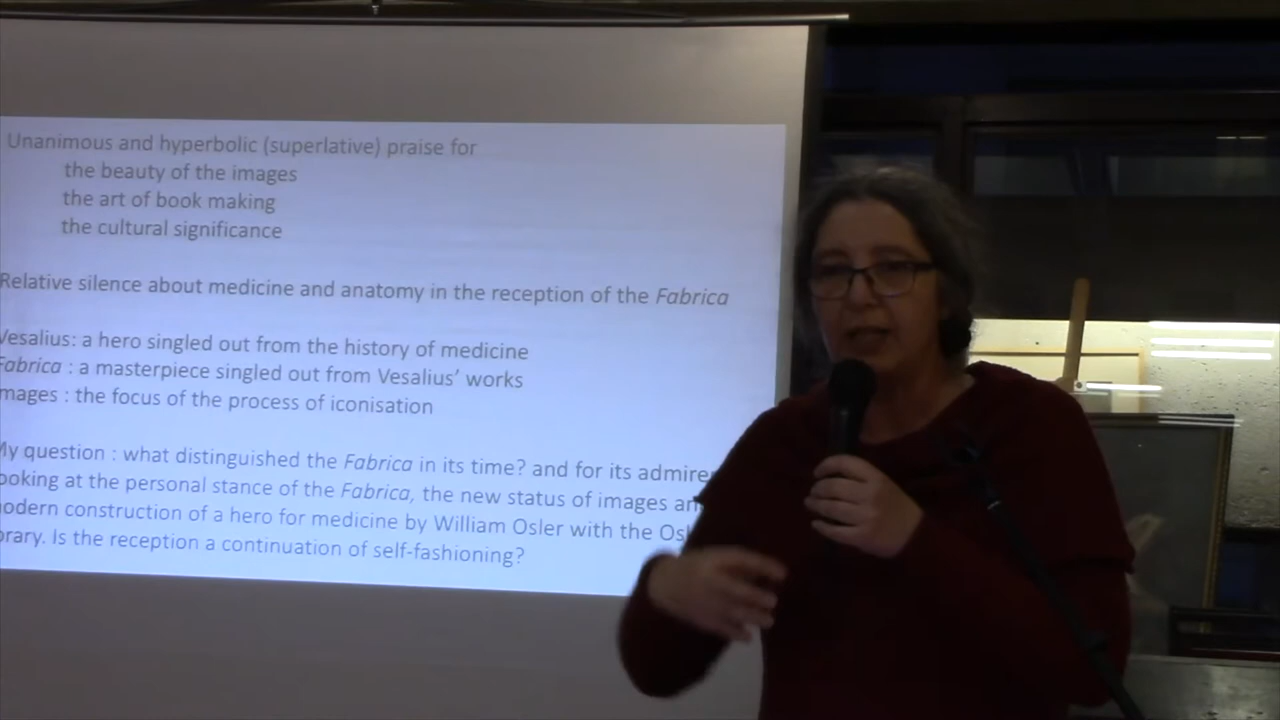 Unanimous and hyperbolic (superlative) praise for
the beauty of the images
the art of book making
the cultural significance
Relative silence about medicine and anatomy in the reception of the Fabrica
Vesalius: a hero singled out from the history of medicine
Fabrica : a masterpiece singled out from Vesalius' works
mages : the focus of the process of iconisation
My question : what distinguished the Fabrica in its time? and for its admire
ooking at the personal stance of the Fabrica, the new status of images an
odern construction of a hero for medicine by William Osler with the Osl
rary. Is the reception a continuation of self-fashioning?